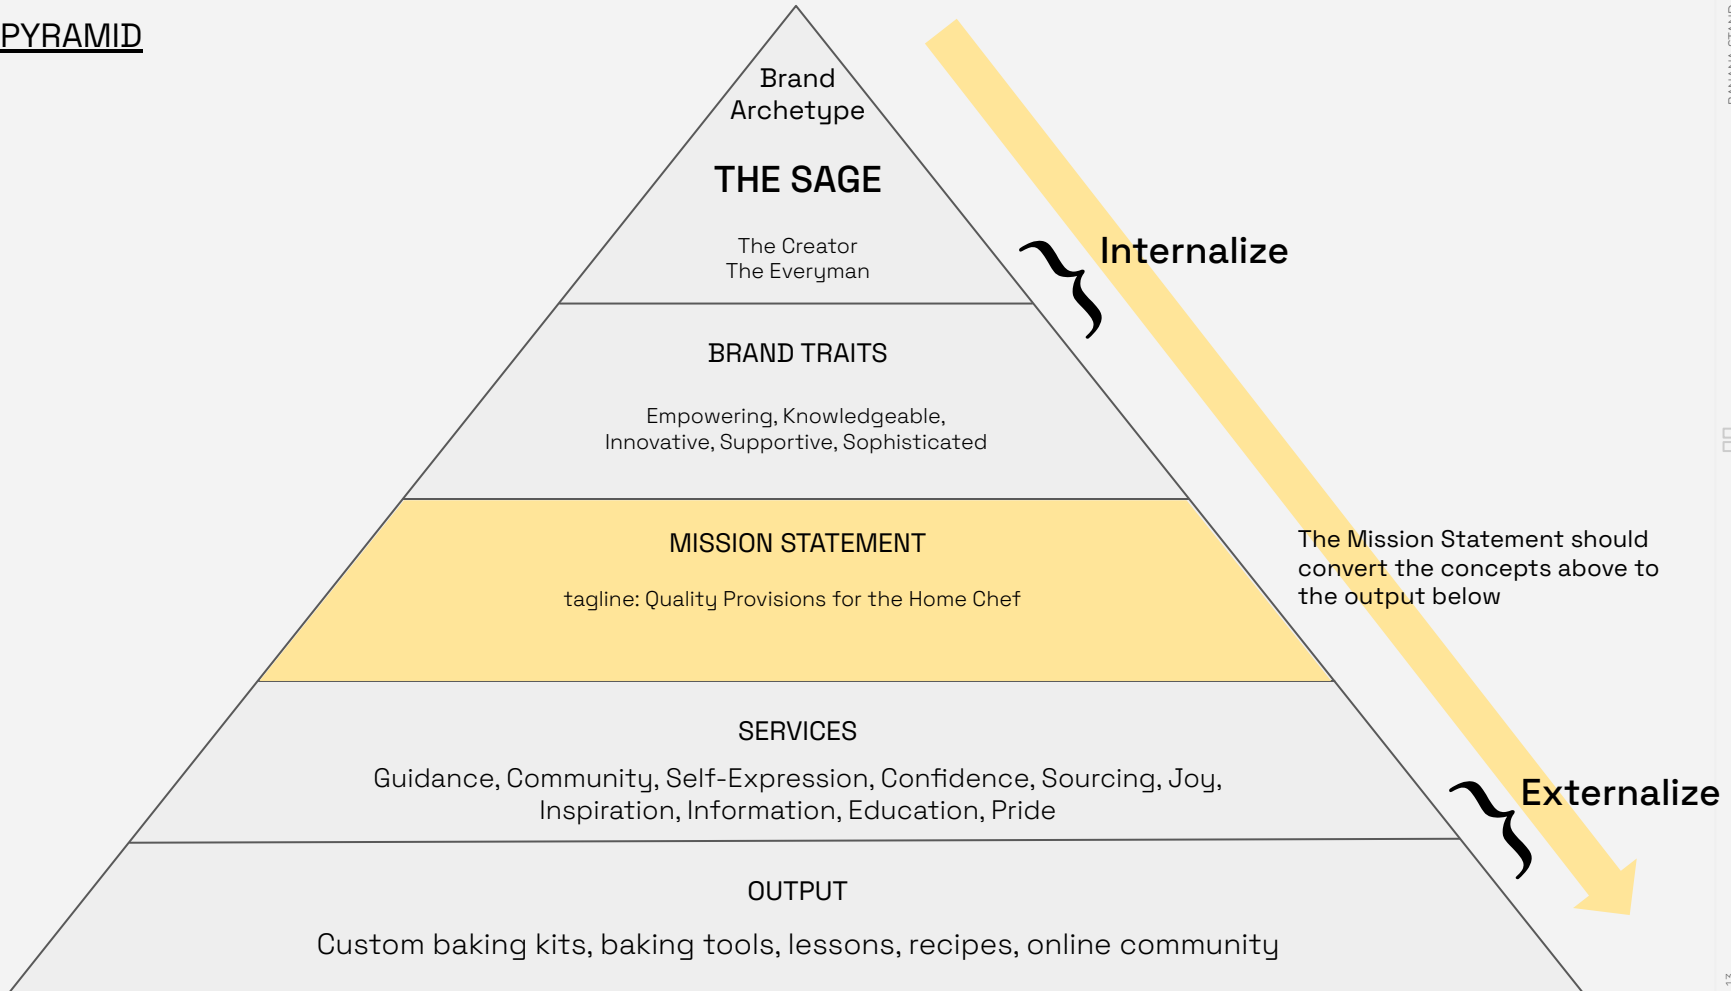 PYRAMID
Brand
Archetype
THE SAGE
The Creator
The Everyman
Internalize
BRAND TRAITS
Empowering, Knowledgeable,
Innovative, Supportive, Sophisticated
MISSION STATEMENT
tagline: Quality Provisions for the Home Chef
The Mission Statement should
convert the concepts above to
the output below
SERVICES
Guidance, Community, Self-Expression, Confidence, Sourcing, Joy,
Inspiration, Information, Education, Pride
Externalize
OUTPUT
Custom baking kits, baking tools, lessons, recipes, online community